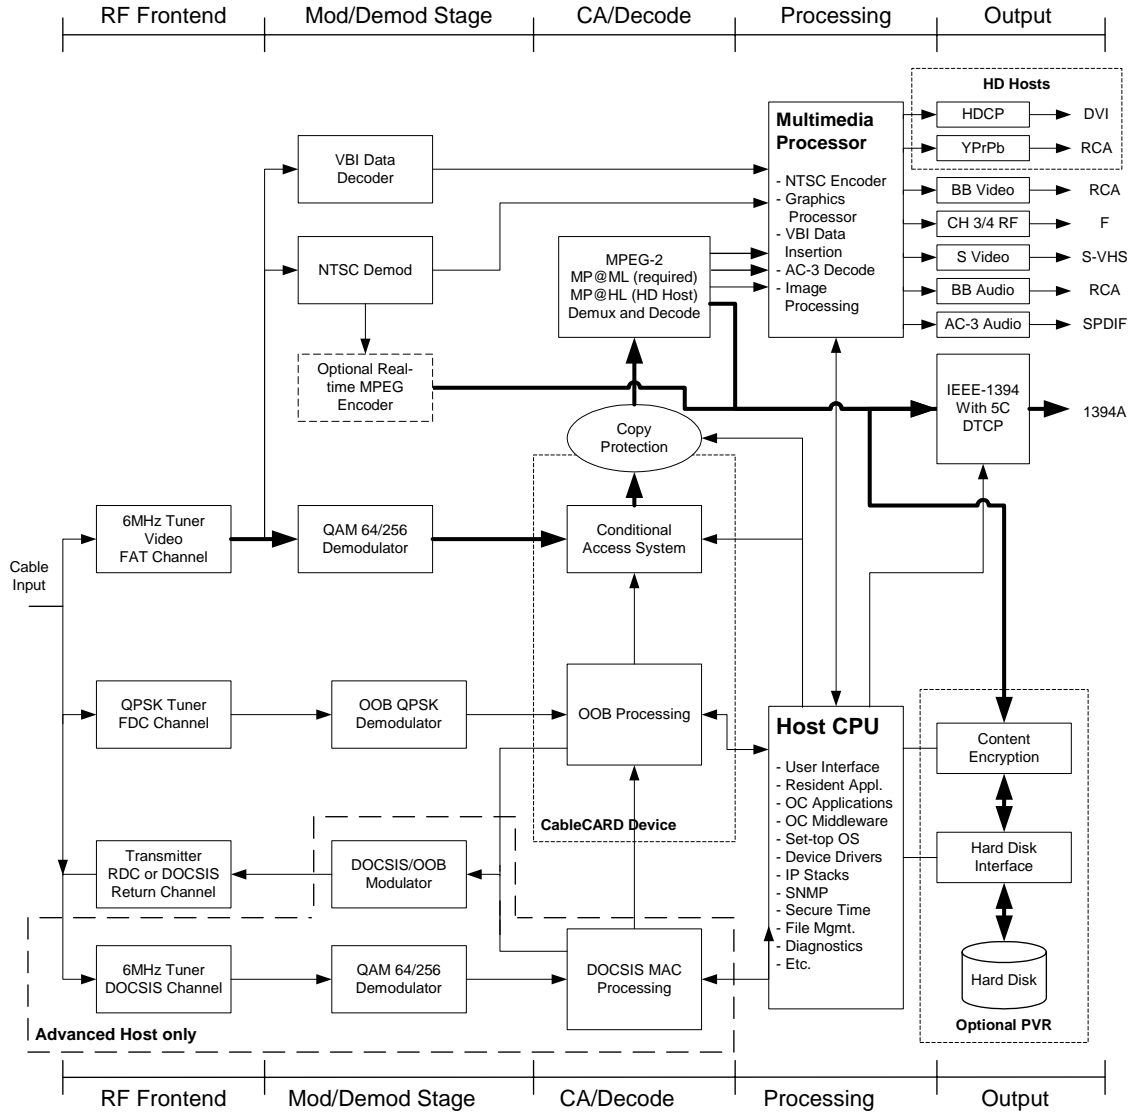 RF Frontend
Mod/Demod Stage
CA/Decode
Processing
Output
HD Hosts
HDCP
DVI
YPrPb
RCA
Multimedia
Processor
- NTSC Encoder
- Graphics
Processor
- VBI Data
Insertion
- AC-3 Decode
- Image
Processing
BB Video
RCA
CH 3/4 RF
F
S Video
S-VHS
BB Audio
RCA
AC-3 Audio
SPDIF
VBI Data
Decoder
NTSC Demod
MPEG-2
MP@ML (required)
MP@HL (HD Host)
Demux and Decode
Optional Real-
time MPEG
Encoder
IEEE-1394
With 5C
DTCP
1394A
Copy
Protection
Cable
Input
6MHz Tuner
Video
FAT Channel
QAM 64/256
Demodulator
Conditional
Access System
QPSK Tuner
FDC Channel
OOB QPSK
Demodulator
OOB Processing
CableCARD Device
Host CPU
- User Interface
- Resident Appl.
- OC Applications
- OC Middleware
- Set-top OS
- Device Drivers
- IP Stacks
- SNMP
- Secure Time
- File Mgmt.
- Diagnostics
- Etc.
Content
Encryption
Hard Disk
Interface
Hard Disk
Optional PVR
Transmitter
RDC or DOCSIS
Return Channel
DOCSIS/OOB
Modulator
6MHz Tuner
DOCSIS Channel
QAM 64/256
Demodulator
DOCSIS MAC
Processing
Advanced Host only
RF Frontend
Mod/Demod Stage
CA/Decode
Processing
Output